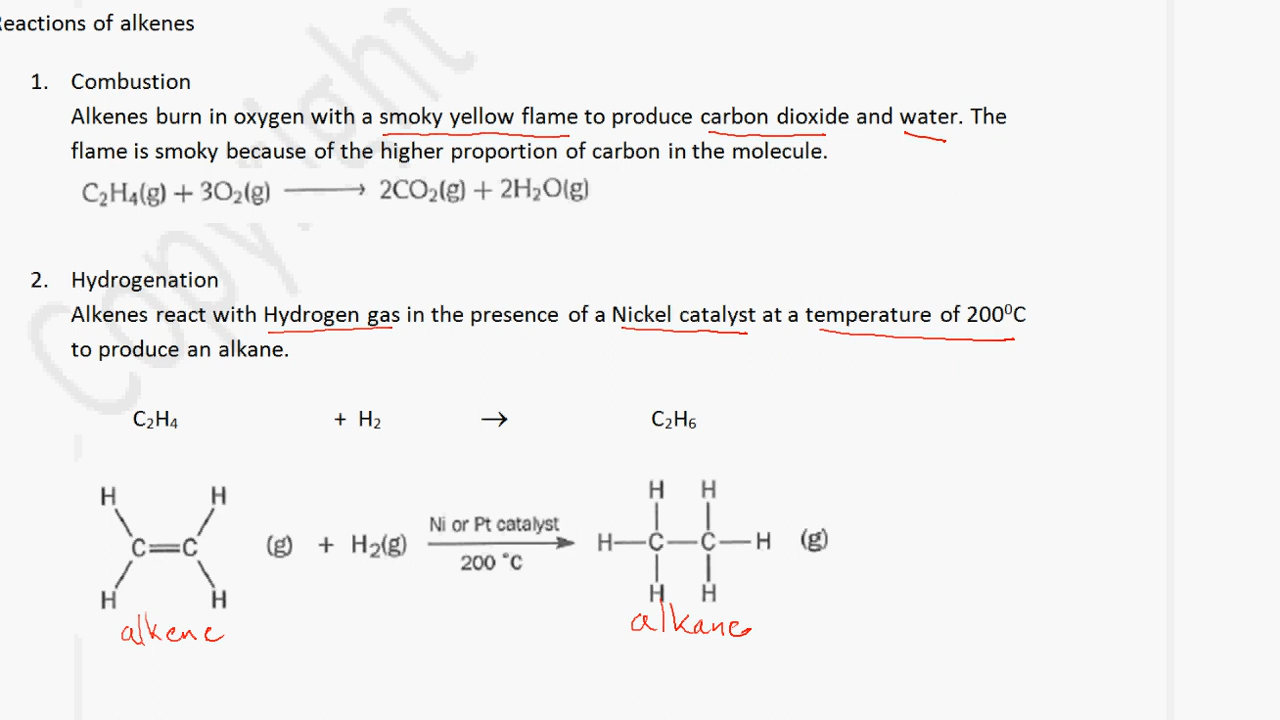 eactions of alkenes
1. Combustion
Alkenes burn in oxygen with a smoky yellow flame to produce carbon dioxide and water. The
flame is smoky because of the higher proportion of carbon in the molecule.
C₂H₄(g) + 3O₂(g) ⟶ 2CO₂(g) + 2H₂O(g)
2. Hydrogenation
Alkenes react with Hydrogen gas in the presence of a Nickel catalyst at a temperature of 200⁰C
to produce an alkane.
C₂H₄ + H₂ → C₂H₆
H H H H
Ni or Pt catalyst
C=C (g) + H₂(g) H—C—C—H (g)
200 °C
H H H H
alkene alkane
Copyright